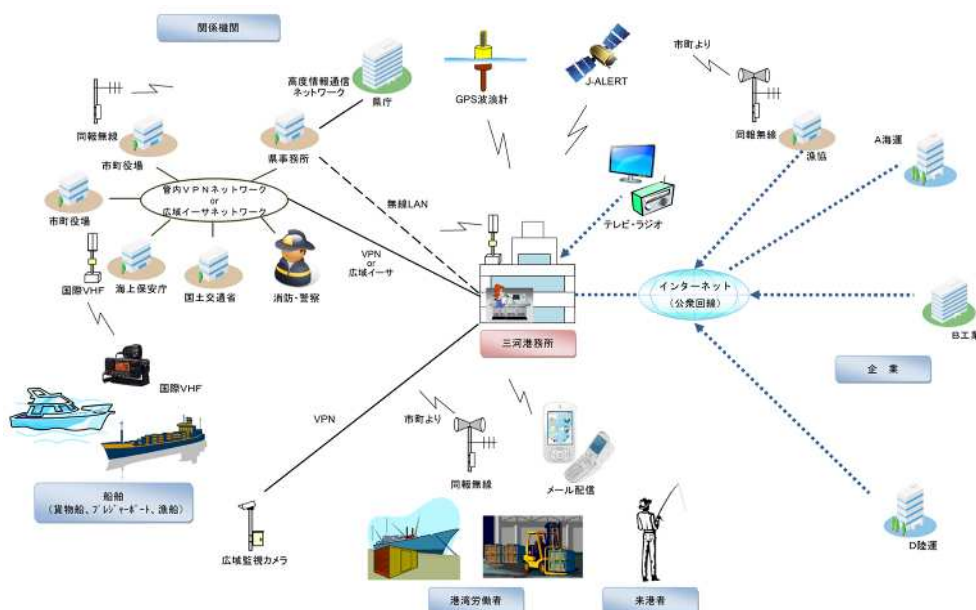 関係機関
高度情報通信
ネットワーク
県庁
GPS波浪計
J-ALERT
市町より
同報無線
漁協
A海運
同報無線
市町役場
県事務所
市町役場
管内VPNネットワーク
or
広域イーサネットワーク
無線LAN
テレビ・ラジオ
VPN
or
広域イーサ
国際VHF
海上保安庁
国土交通省
消防・警察
インターネット
(公衆回線)
B工業
三河港務所
企 業
国際VHF
VPN
市町より
同報無線
メール配信
船舶
(貨物船、プレジャーボート、漁船)
広域監視カメラ
D陸運
港湾労働者
来港者